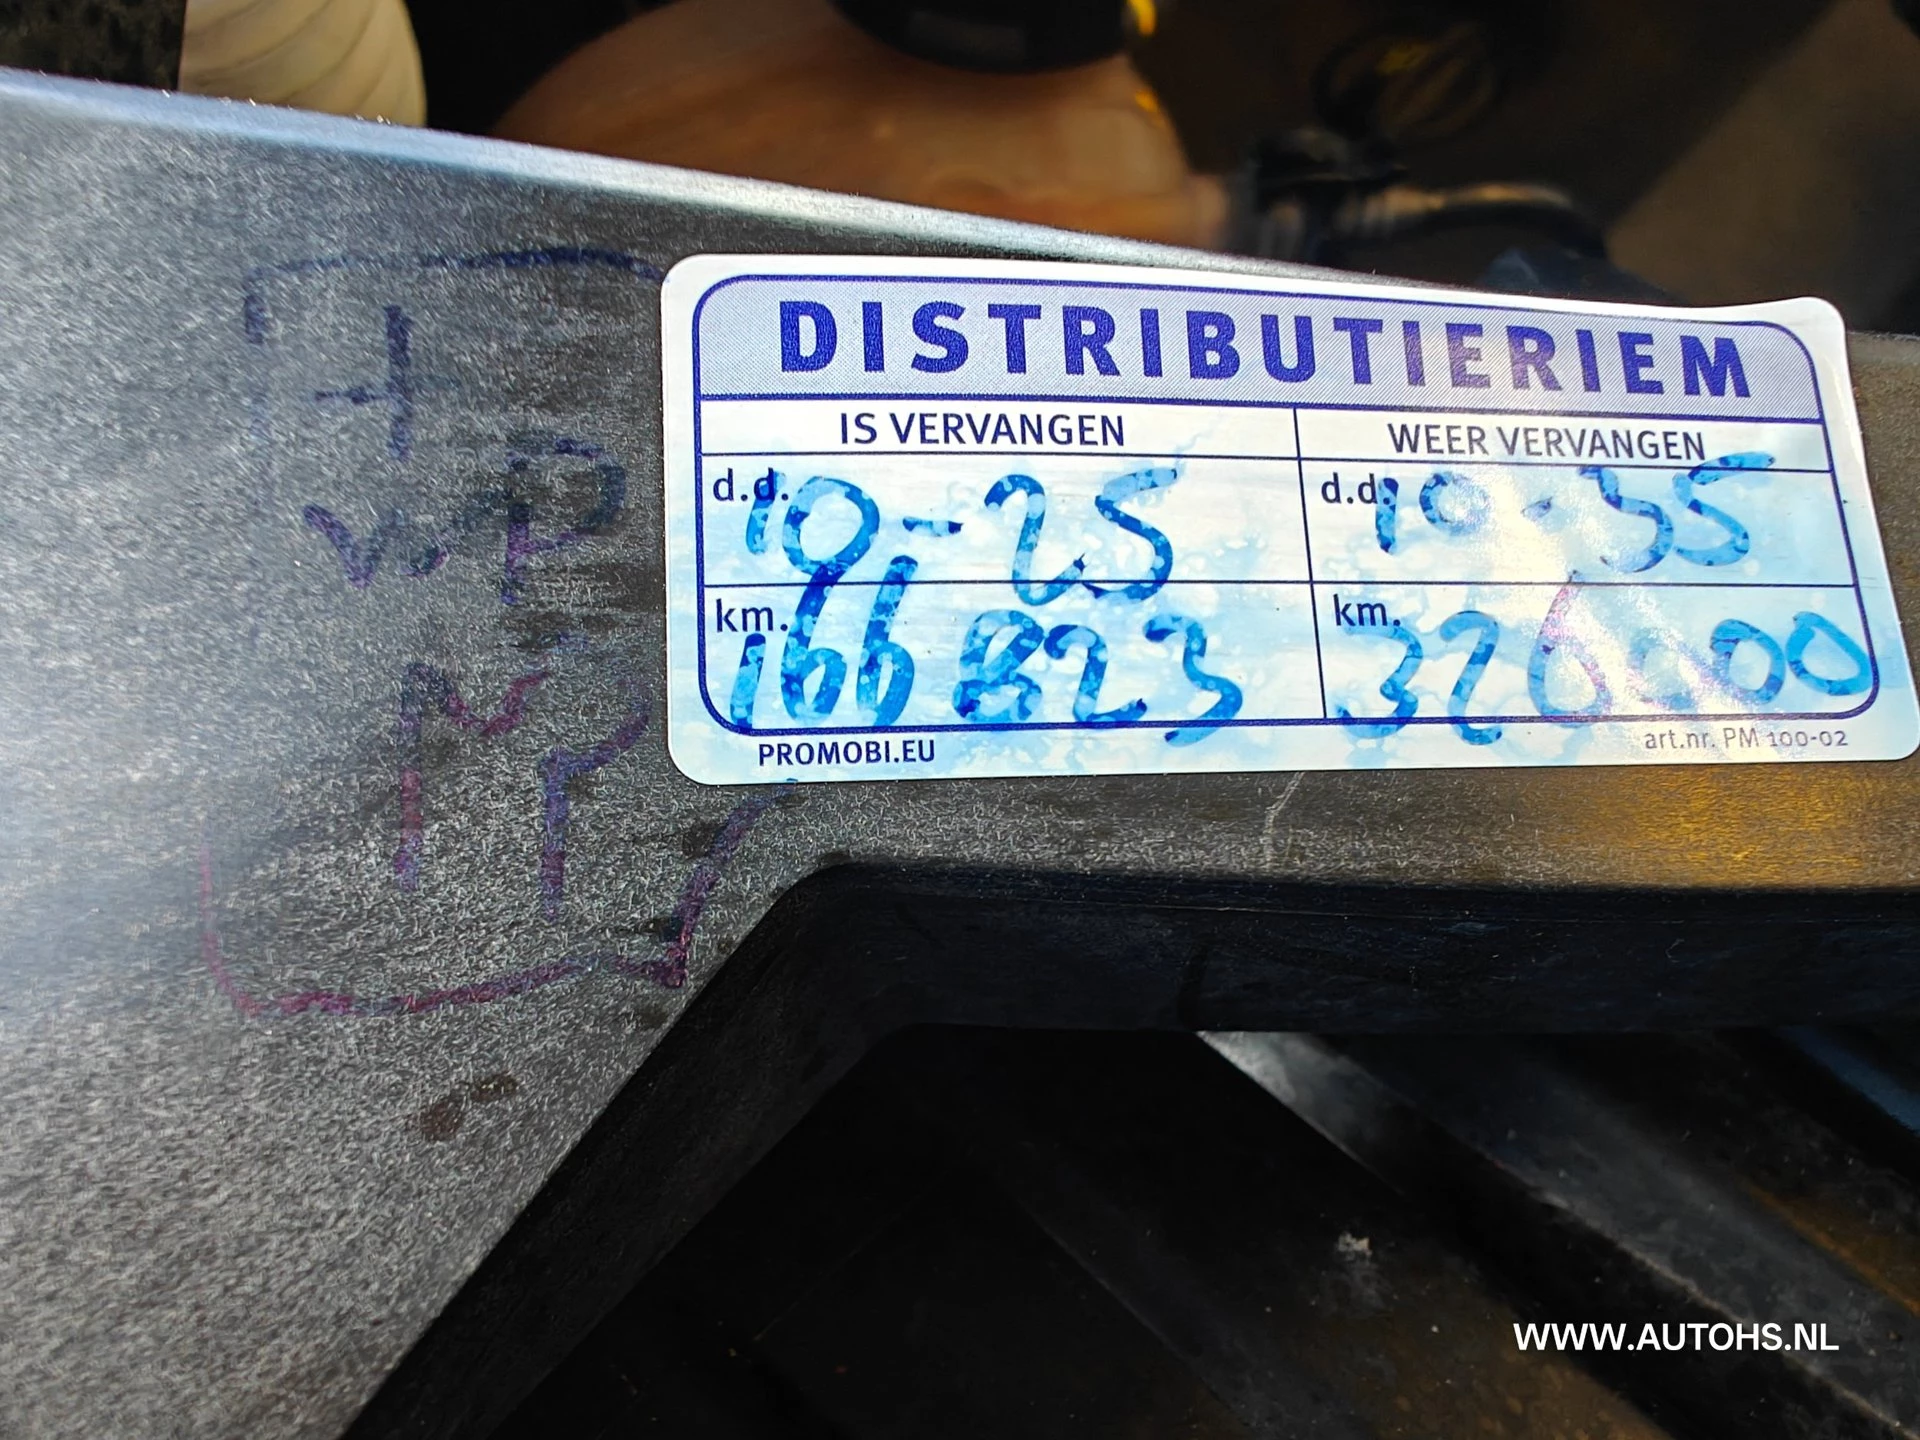 DISTRIBUTIERIEM
IS VERVANGEN
WEER VERVANGEN
d.d. 10-25
d.d. 10-35
km. 166823
km. 326000
PROMOBI.EU
art.nr. PM 100-02
+
WP
WWW.AUTOHS.NL